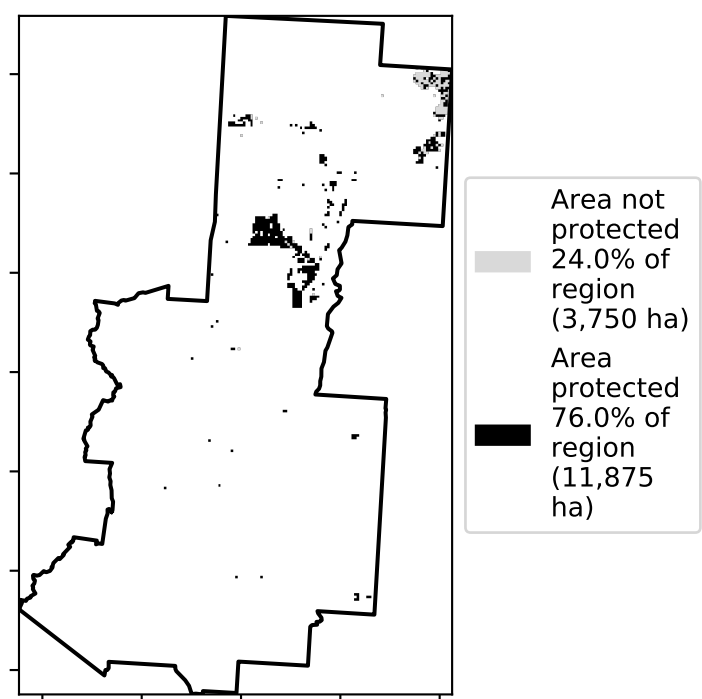 Area not
protected
24.0% of
region
(3,750 ha)
Area
protected
76.0% of
region
(11,875
ha)